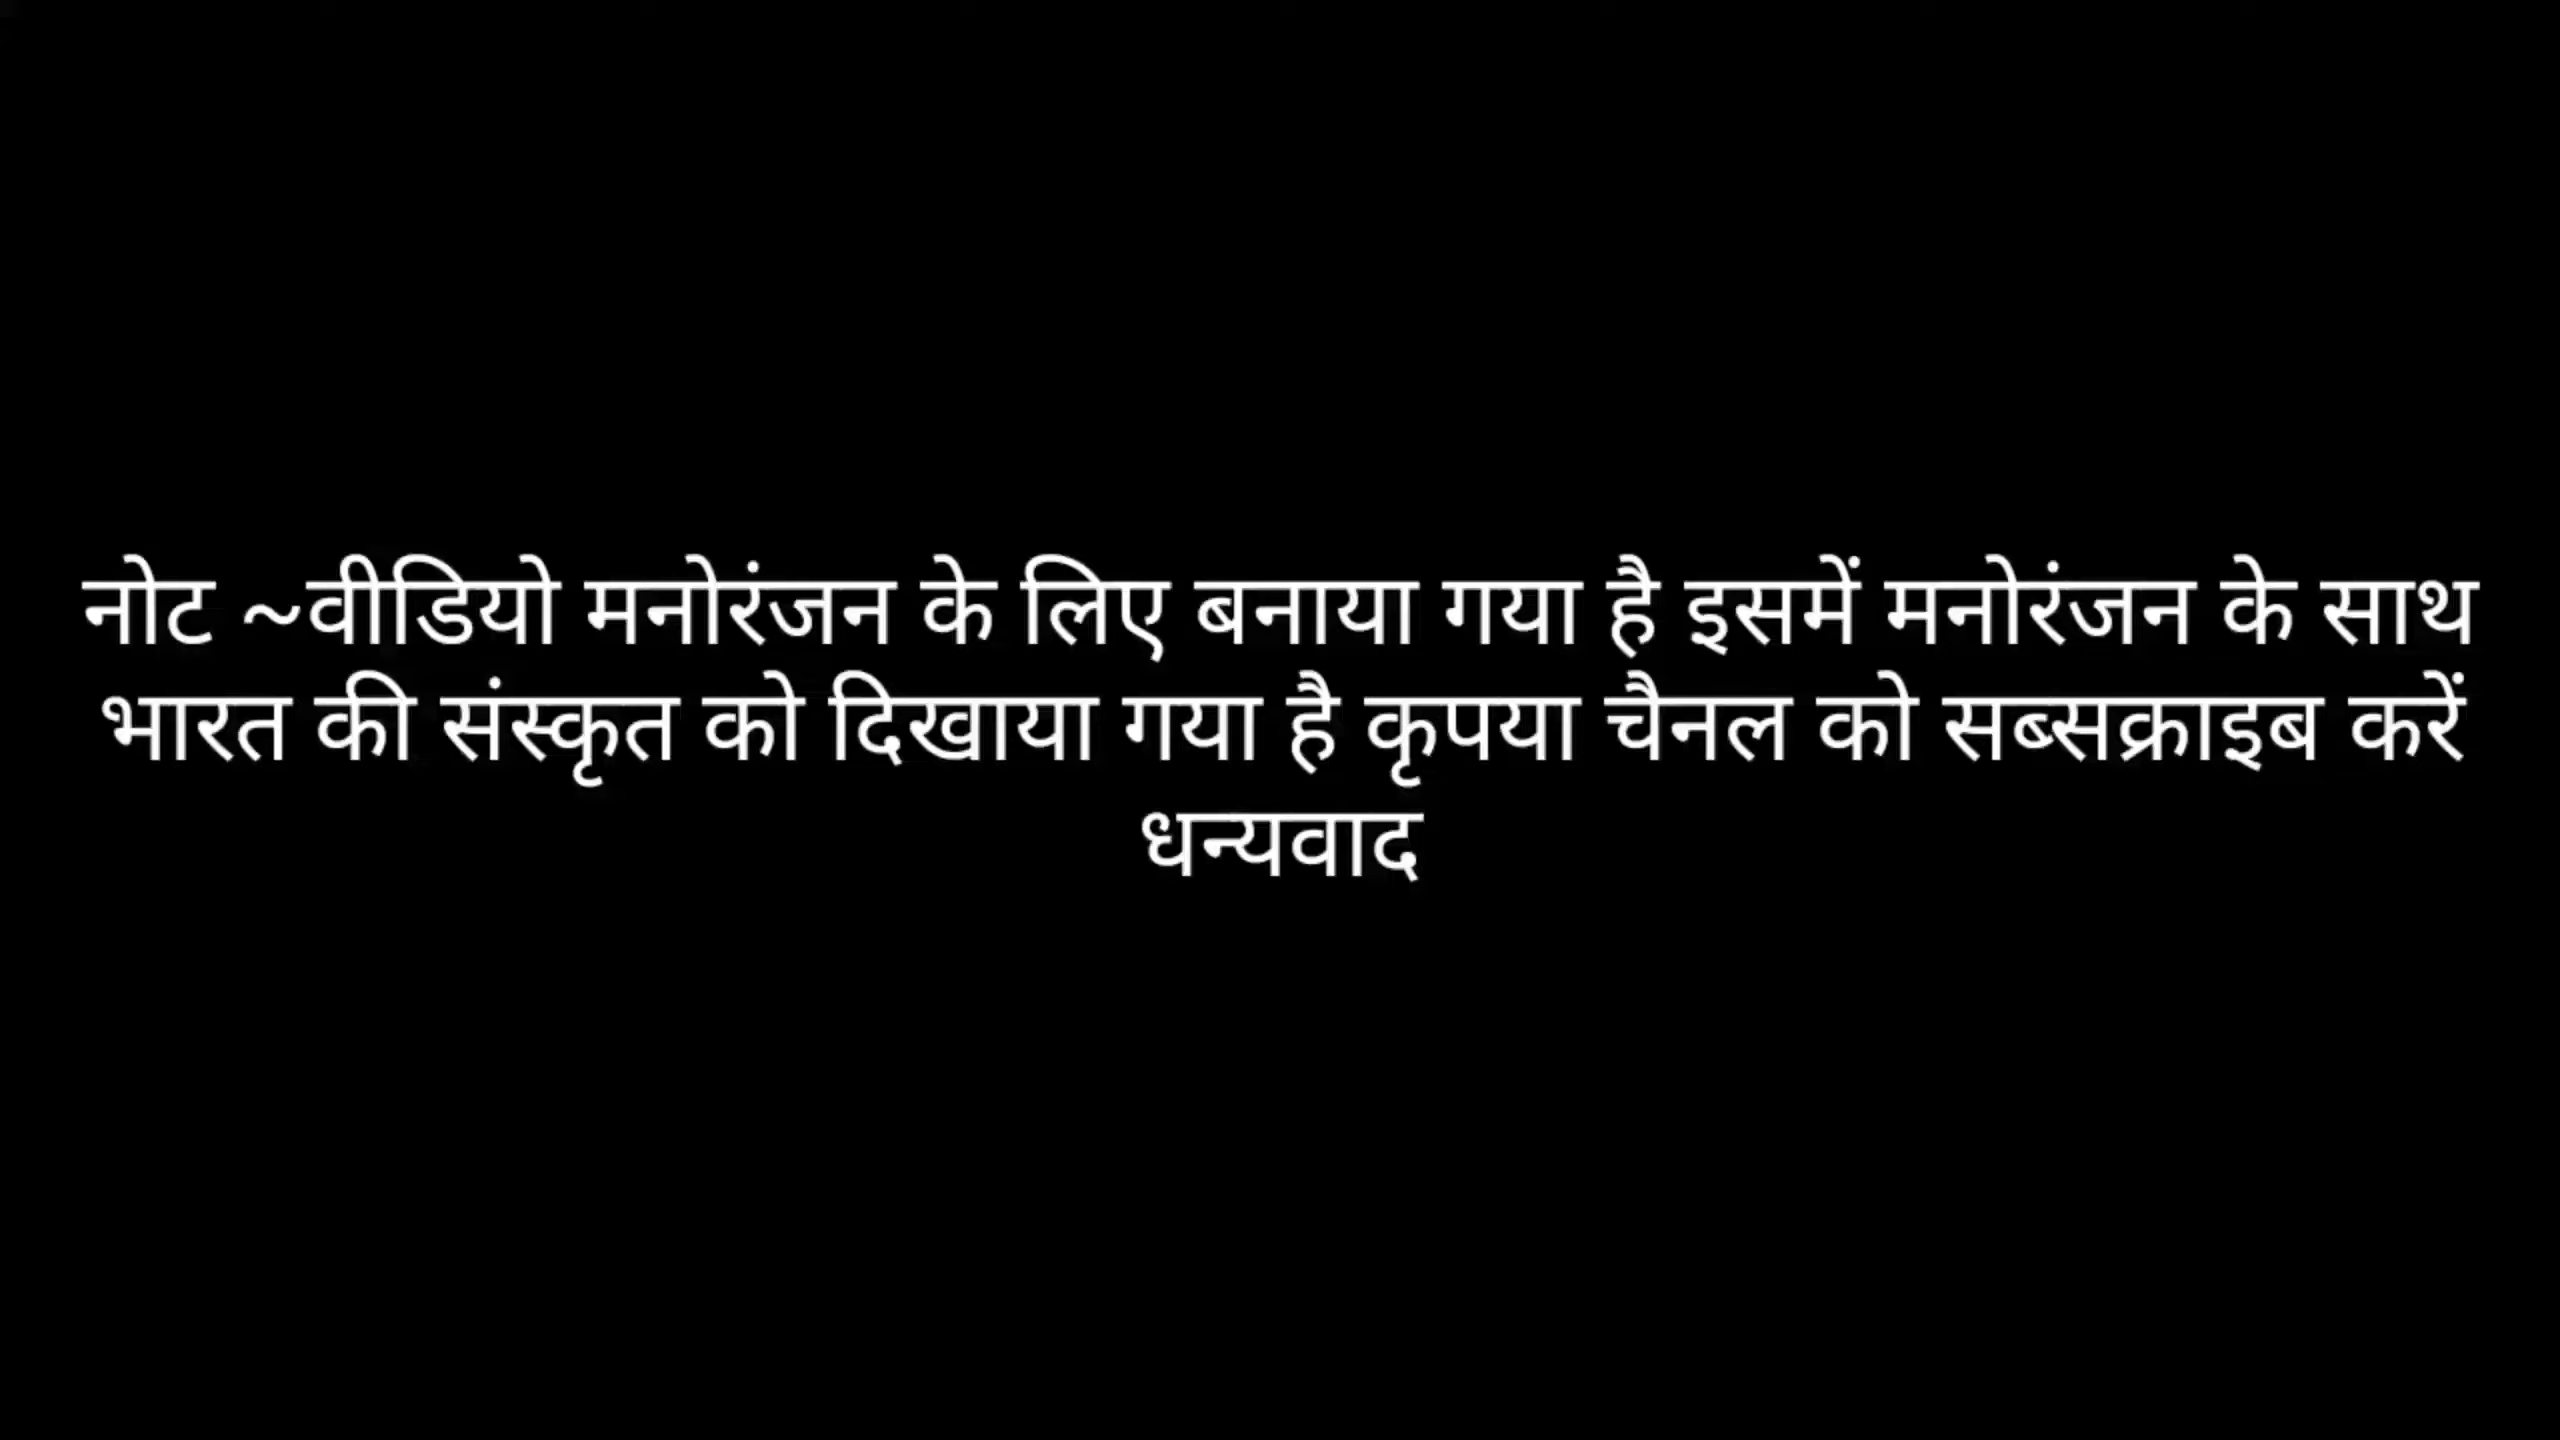 नोट ~वीडियो मनोरंजन के लिए बनाया गया है इसमें मनोरंजन के साथ
भारत की संस्कृत को दिखाया गया है कृपया चैनल को सब्सक्राइब करें
धन्यवाद